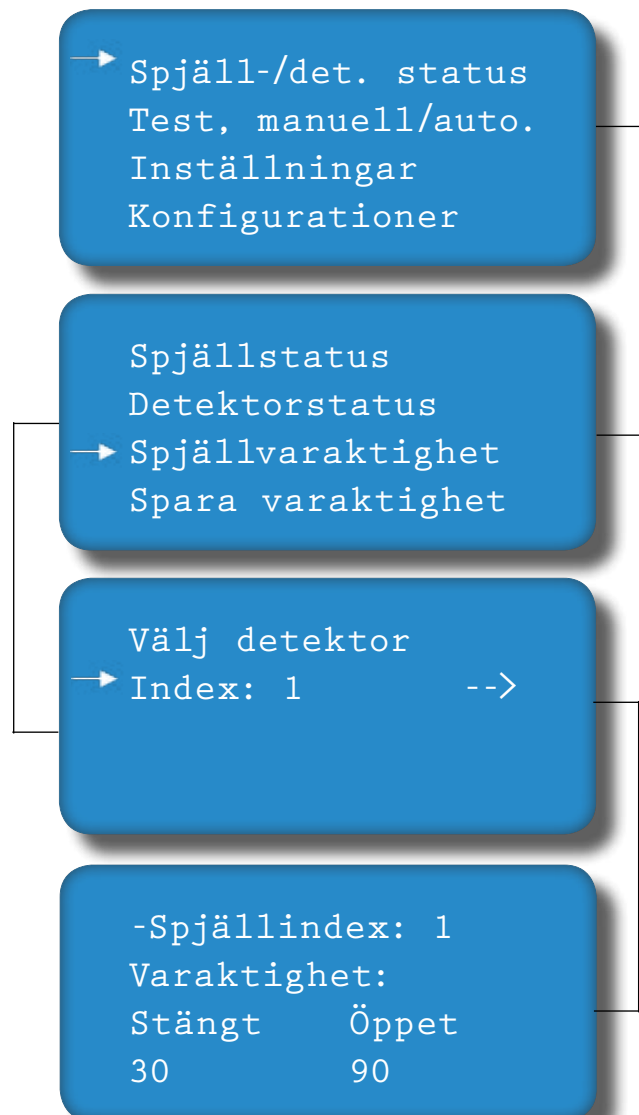 Spjäll-/det. status
Test, manuell/auto.
Inställningar
Konfigurationer
Spjällstatus
Detektorstatus
Spjällvaraktighet
Spara varaktighet
Välj detektor
Index: 1 -->
-Spjällindex: 1
Varaktighet:
Stängt Öppet
30 90